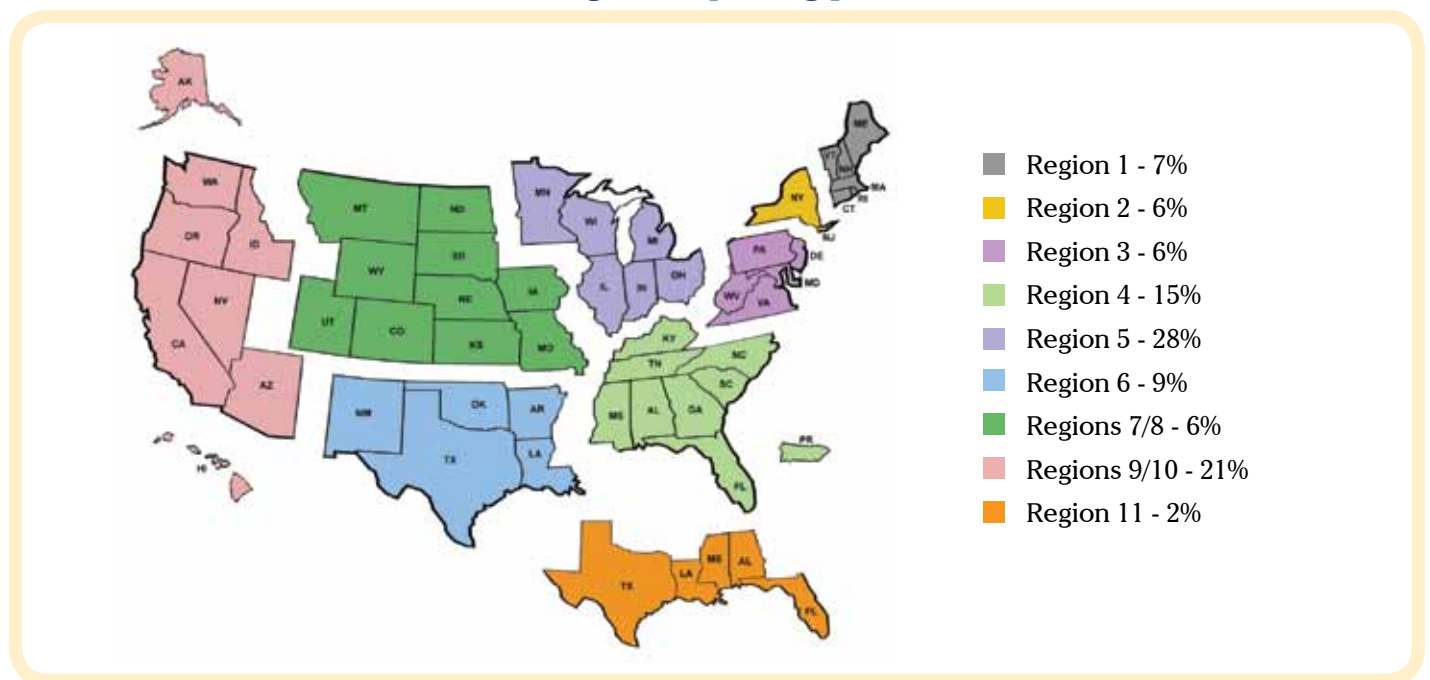 AK
ME
VT
NH
MA
RI
CT
NY
NJ
PA
DE
MD
WV
VA
WA
OR
ID
NV
CA
AZ
HI
MT
ND
SD
WY
NE
IA
UT
CO
KS
MO
MN
WI
MI
IL
IN
OH
KY
TN
NC
SC
MS
AL
GA
FL
PR
NM
OK
AR
TX
LA
TX
LA
MS
AL
FL
Region 1 - 7%
Region 2 - 6%
Region 3 - 6%
Region 4 - 15%
Region 5 - 28%
Region 6 - 9%
Regions 7/8 - 6%
Regions 9/10 - 21%
Region 11 - 2%